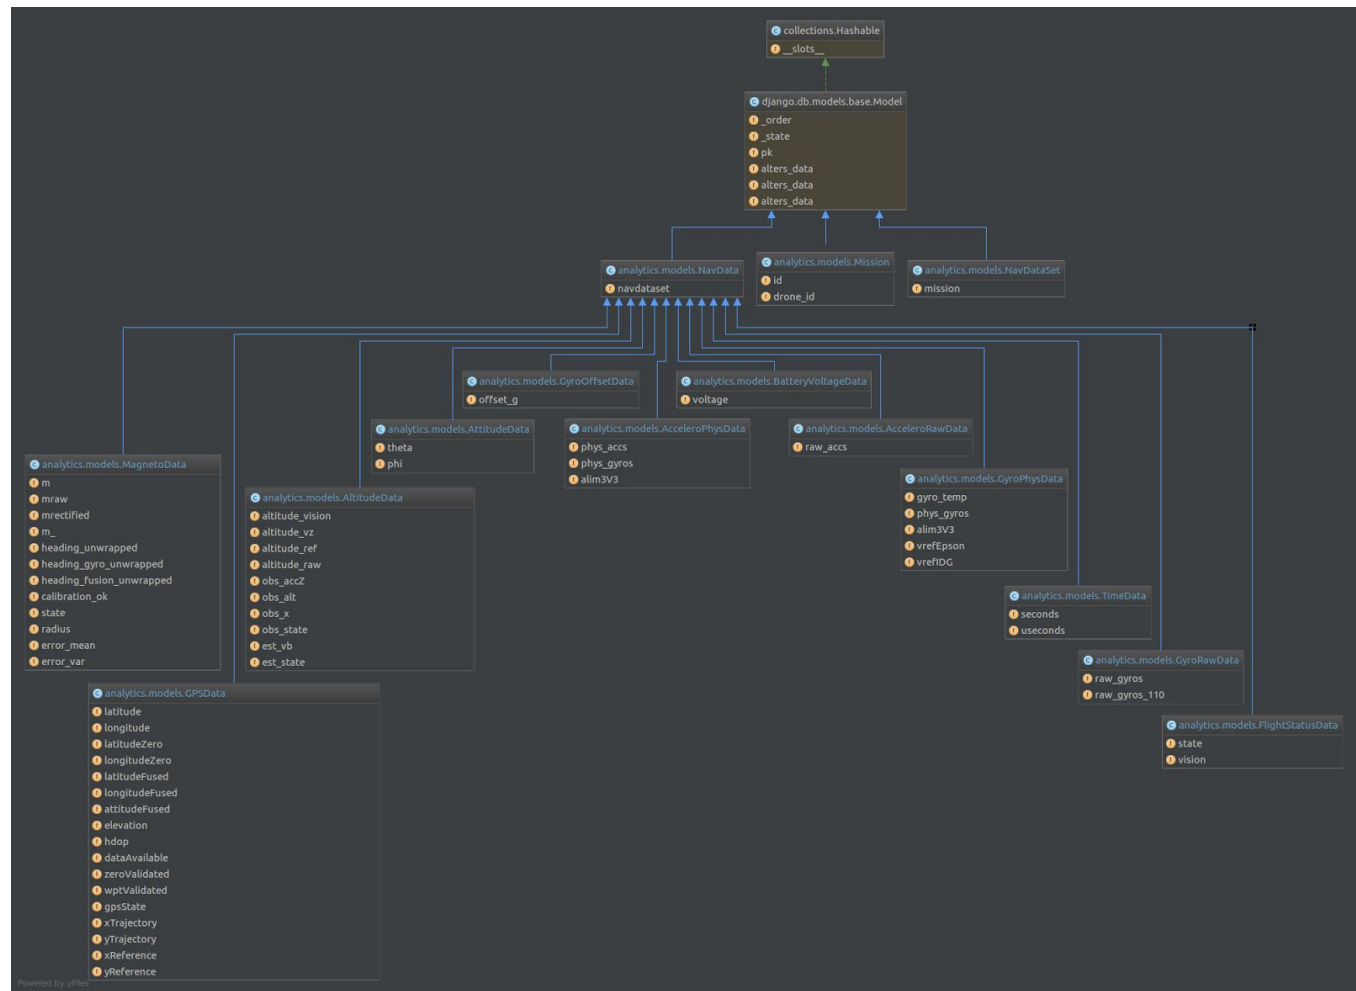 collections.Hashable
__slots__
django.db.models.base.Model
_order
_state
pk
alters_data
alters_data
alters_data
analytics.models.NavData
navdataset
analytics.models.Mission
id
drone_id
analytics.models.NavDataSet
mission
analytics.models.GyroOffsetData
offset_g
analytics.models.BatteryVoltageData
voltage
analytics.models.AttitudeData
theta
phi
analytics.models.AcceleroPhysData
phys_accs
phys_gyros
alim3V3
analytics.models.AcceleroRawData
raw_accs
analytics.models.MagnetoData
m
mraw
mrectified
m_
heading_unwrapped
heading_gyro_unwrapped
heading_fusion_unwrapped
calibration_ok
state
radius
error_mean
error_var
analytics.models.AltitudeData
altitude_vision
altitude_vz
altitude_ref
altitude_raw
obs_accZ
obs_alt
obs_x
obs_state
est_vb
est_state
analytics.models.GyroPhysData
gyro_temp
phys_gyros
alim3V3
vrefEpson
vrefIDG
analytics.models.TimeData
seconds
useconds
analytics.models.GyroRawData
raw_gyros
raw_gyros_110
analytics.models.GPSData
latitude
longitude
latitudeZero
longitudeZero
latitudeFused
longitudeFused
attitudeFused
elevation
hdop
dataAvailable
zeroValidated
wptValidated
gpsState
xTrajectory
yTrajectory
xReference
yReference
analytics.models.FlightStatusData
state
vision
Powered by yFiles